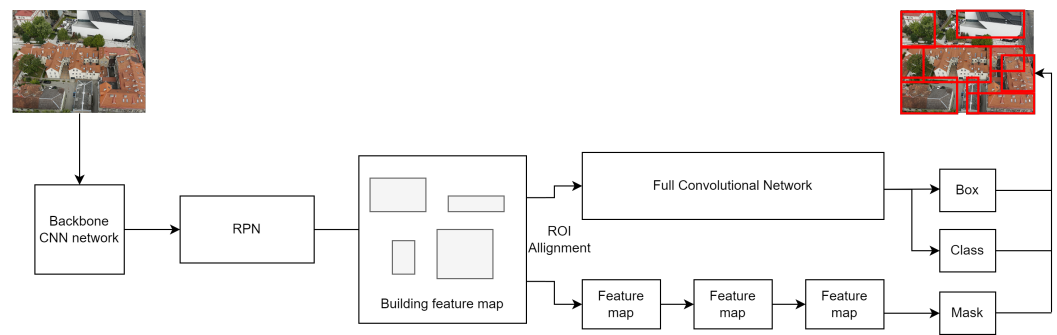 Backbone
CNN network
RPN
Building feature map
ROI
Allignment
Full Convolutional Network
Box
Class
Feature
map
Feature
map
Feature
map
Mask